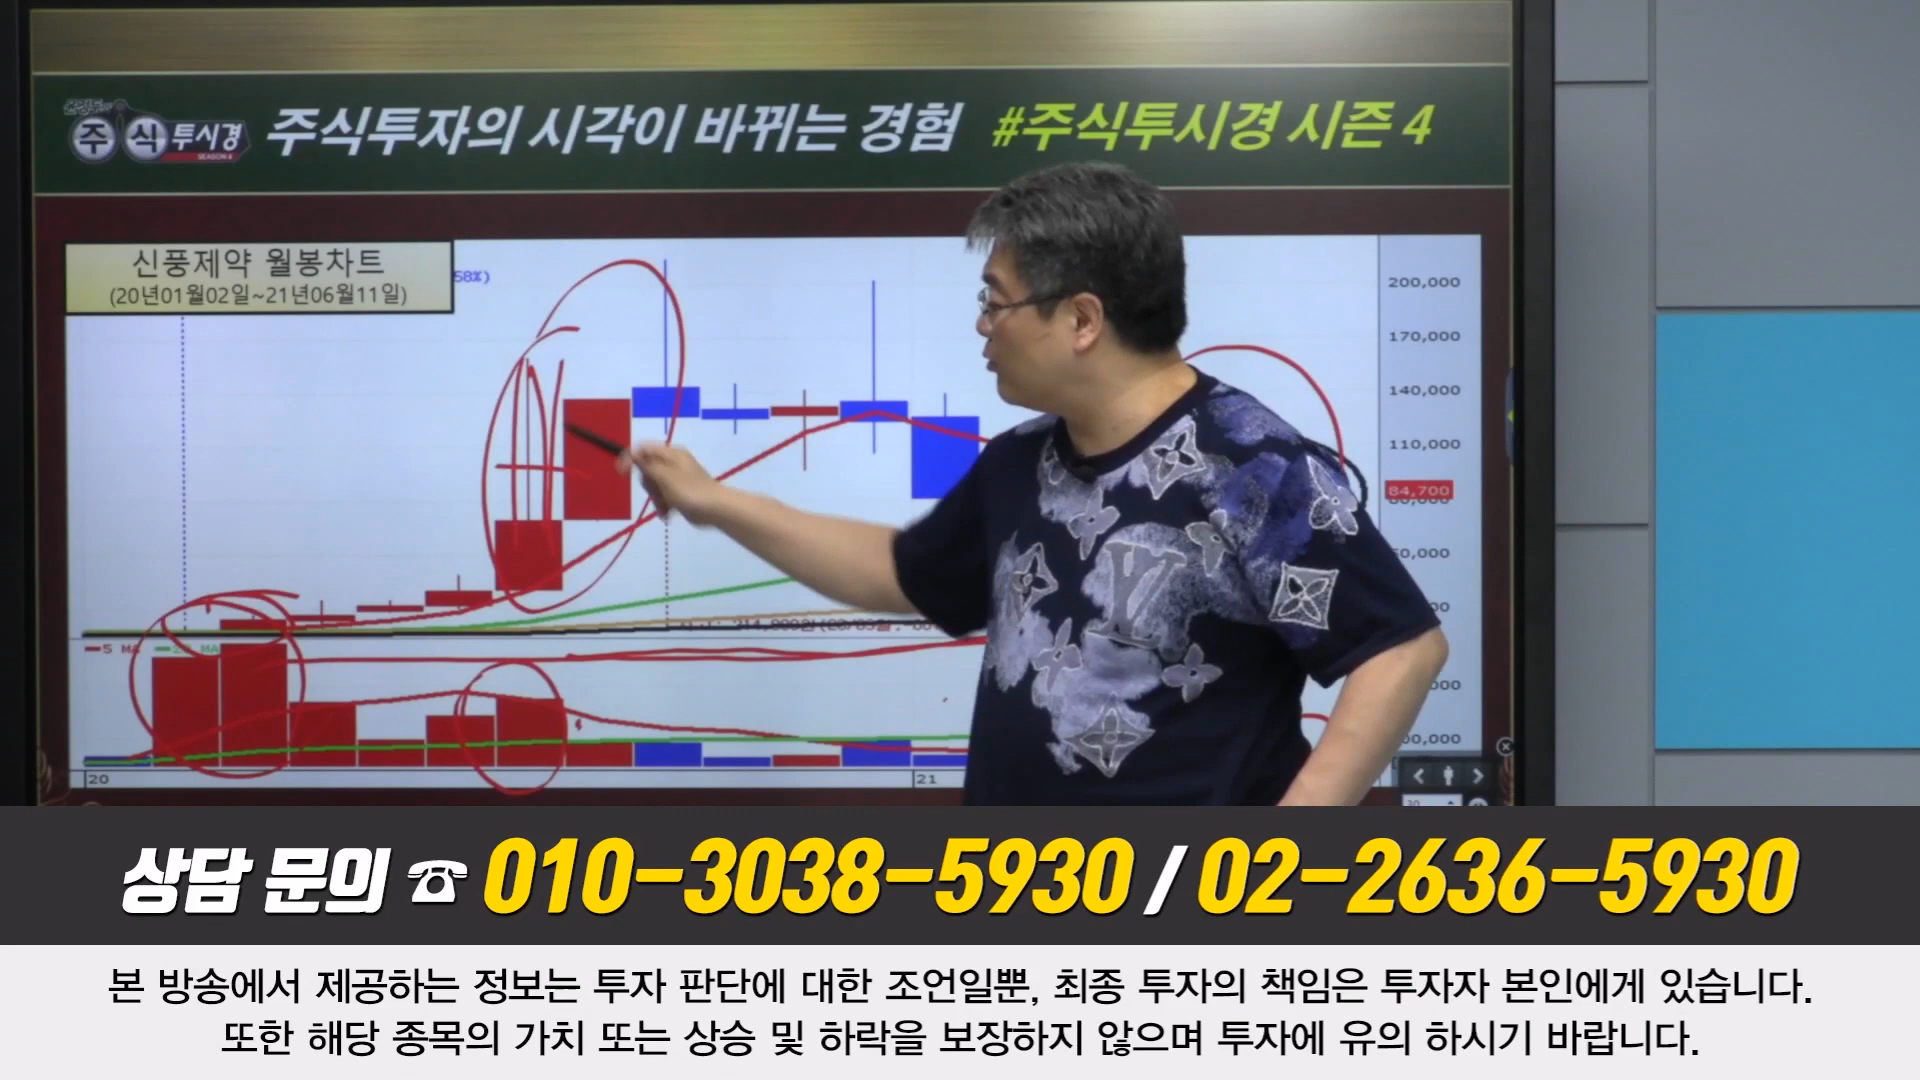 주식투시경
SEASON 4
주식투자의 시각이 바뀌는 경험 #주식투시경 시즌 4
신풍제약 월봉차트
(20년01월02일~21년06월11일)
58%)
200,000
170,000
140,000
110,000
84,700
5 MA
20
21
상담 문의 ☎ 010-3038-5930 / 02-2636-5930
본 방송에서 제공하는 정보는 투자 판단에 대한 조언일뿐, 최종 투자의 책임은 투자자 본인에게 있습니다.
또한 해당 종목의 가치 또는 상승 및 하락을 보장하지 않으며 투자에 유의 하시기 바랍니다.